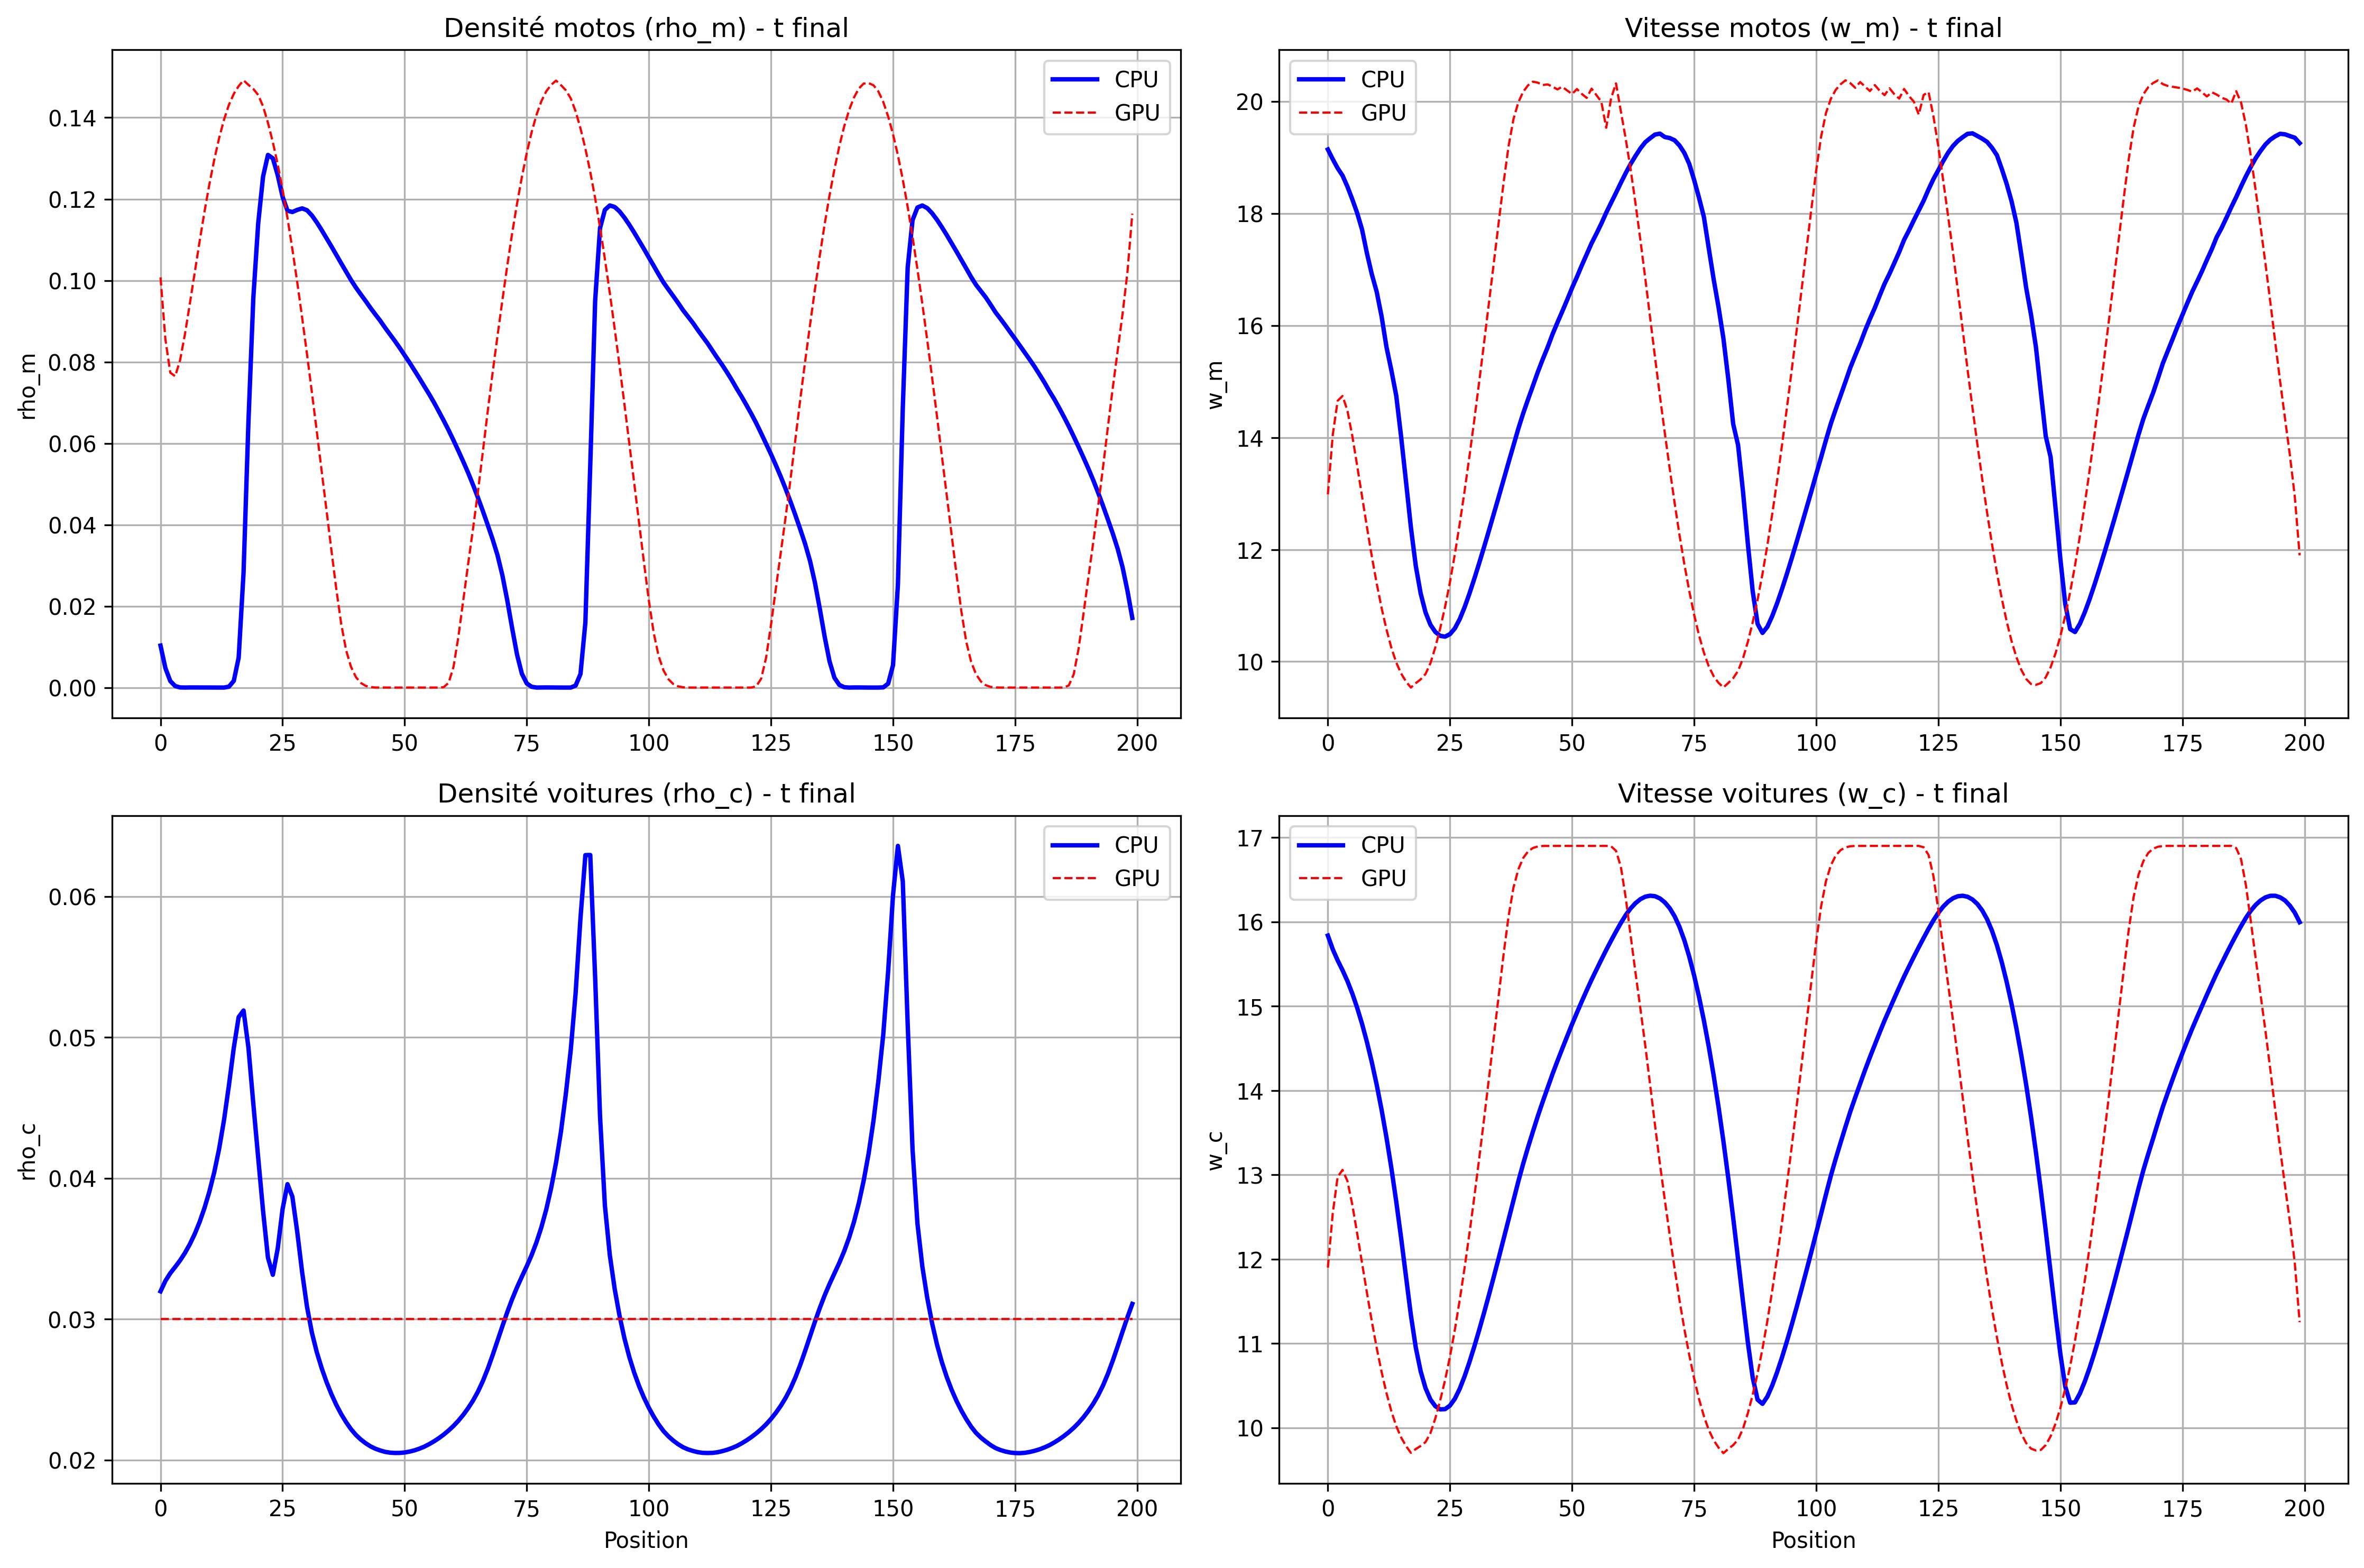 Densité motos (rho_m) - t final
CPU
GPU
rho_m
0.14
0.12
0.10
0.08
0.06
0.04
0.02
0.00
0 25 50 75 100 125 150 175 200
Vitesse motos (w_m) - t final
CPU
GPU
w_m
20
18
16
14
12
10
0 25 50 75 100 125 150 175 200
Densité voitures (rho_c) - t final
CPU
GPU
rho_c
0.06
0.05
0.04
0.03
0.02
0 25 50 75 100 125 150 175 200
Position
Vitesse voitures (w_c) - t final
CPU
GPU
w_c
17
16
15
14
13
12
11
10
0 25 50 75 100 125 150 175 200
Position